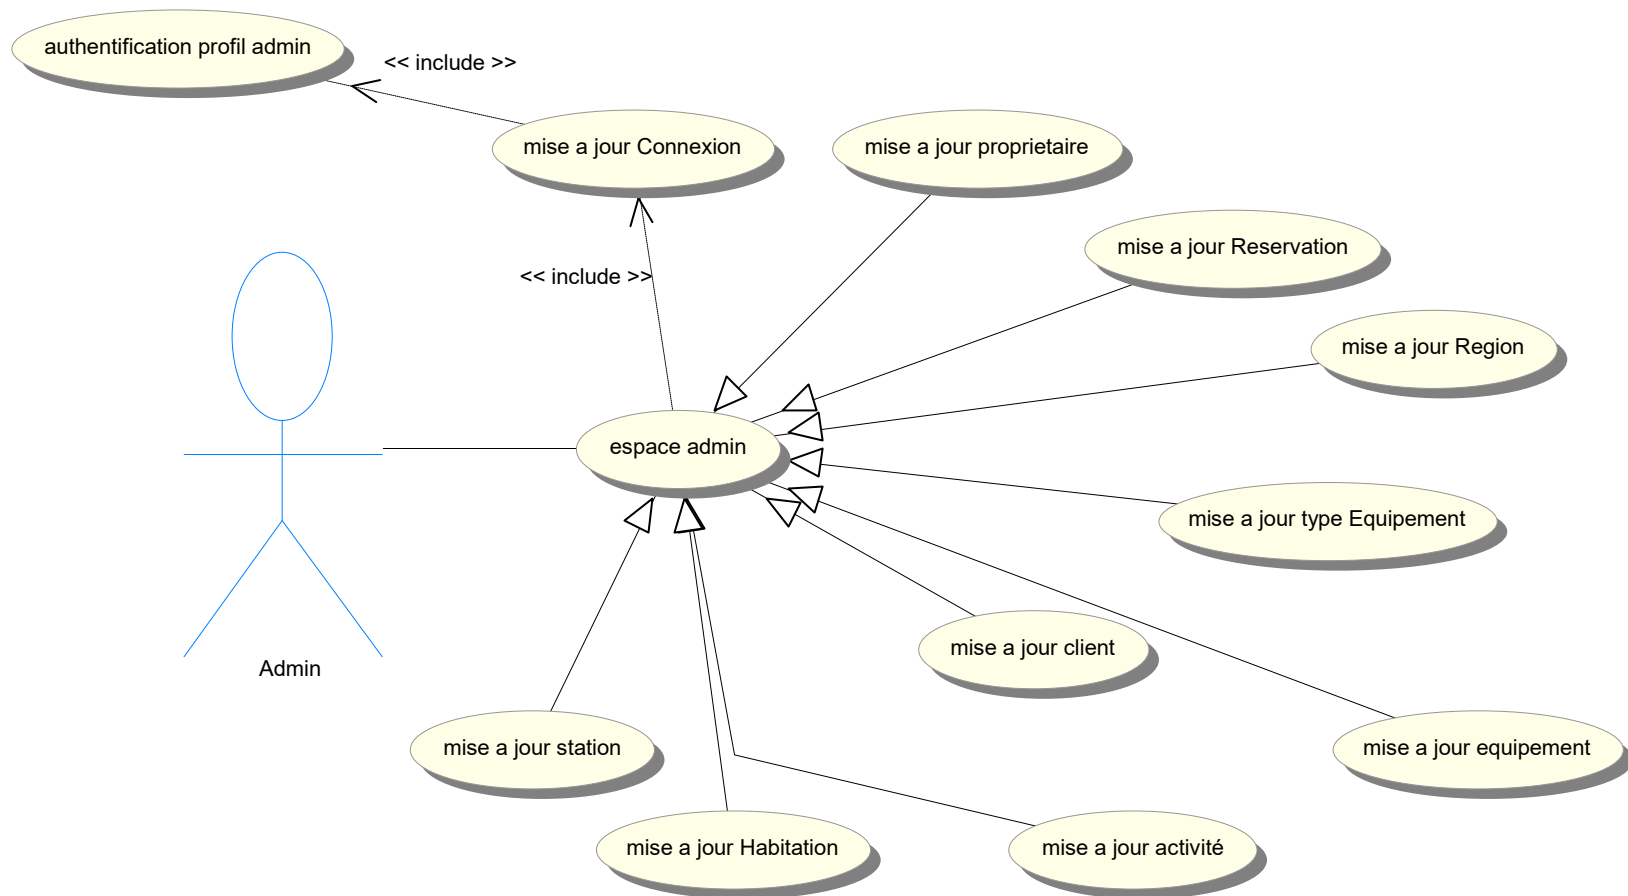 authentification profil admin
<< include >>
mise a jour Connexion
mise a jour proprietaire
mise a jour Reservation
<< include >>
mise a jour Region
espace admin
mise a jour type Equipement
mise a jour client
Admin
mise a jour station
mise a jour equipement
mise a jour Habitation
mise a jour activité